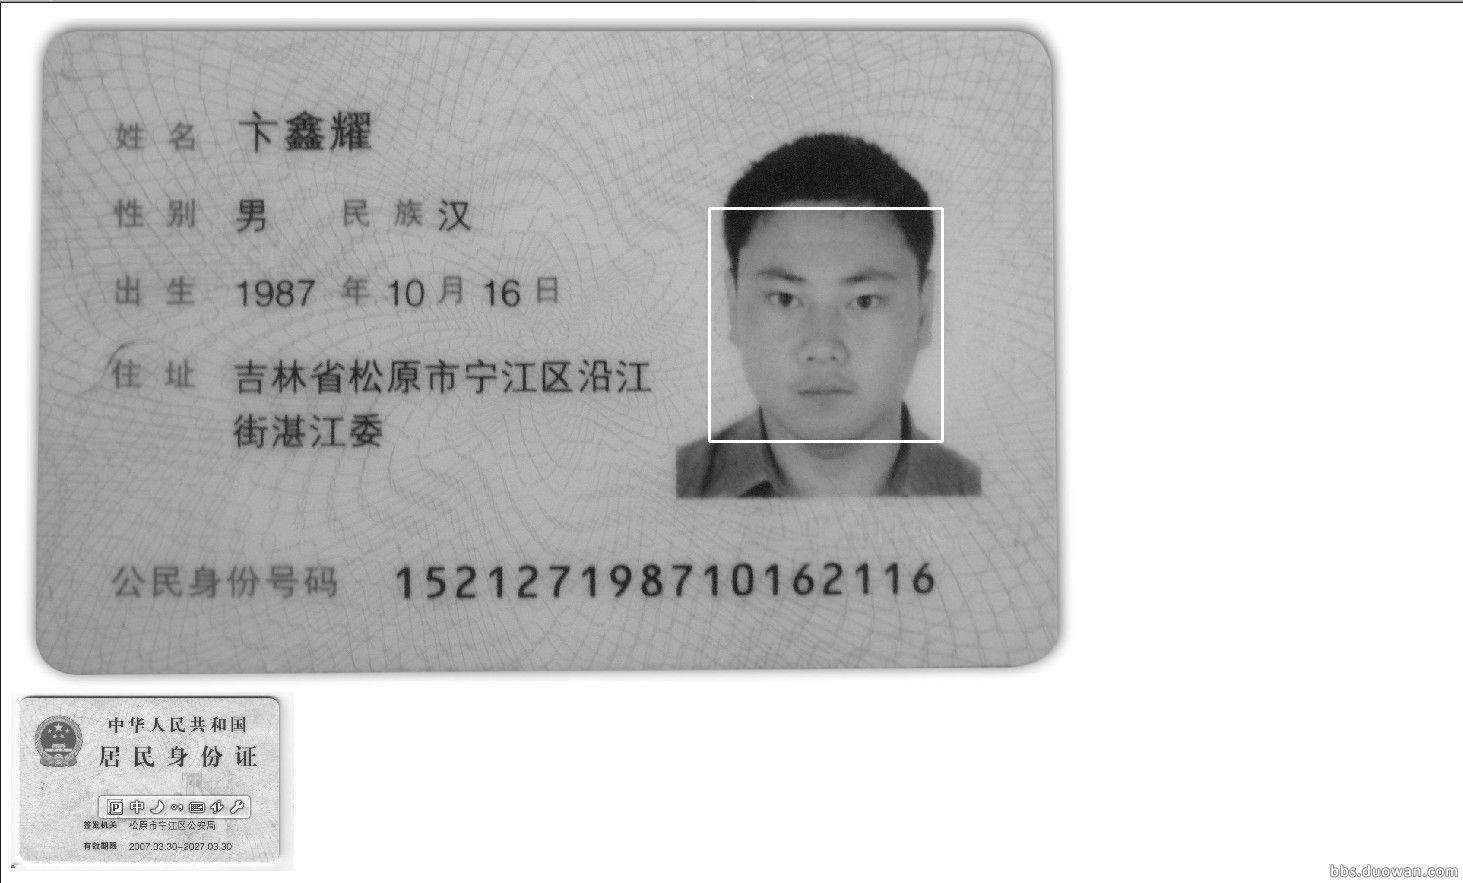 姓名 卞鑫耀
性别 男 民族 汉
出生 1987 年 10 月 16 日
住址 吉林省松原市宁江区沿江
街湛江委
公民身份号码 152127198710162116
中华人民共和国
居民身份证
中
签发机关 松原市宁江区公安局
有效期限 2007.03.30-2027.03.30
bbs.duowan.com